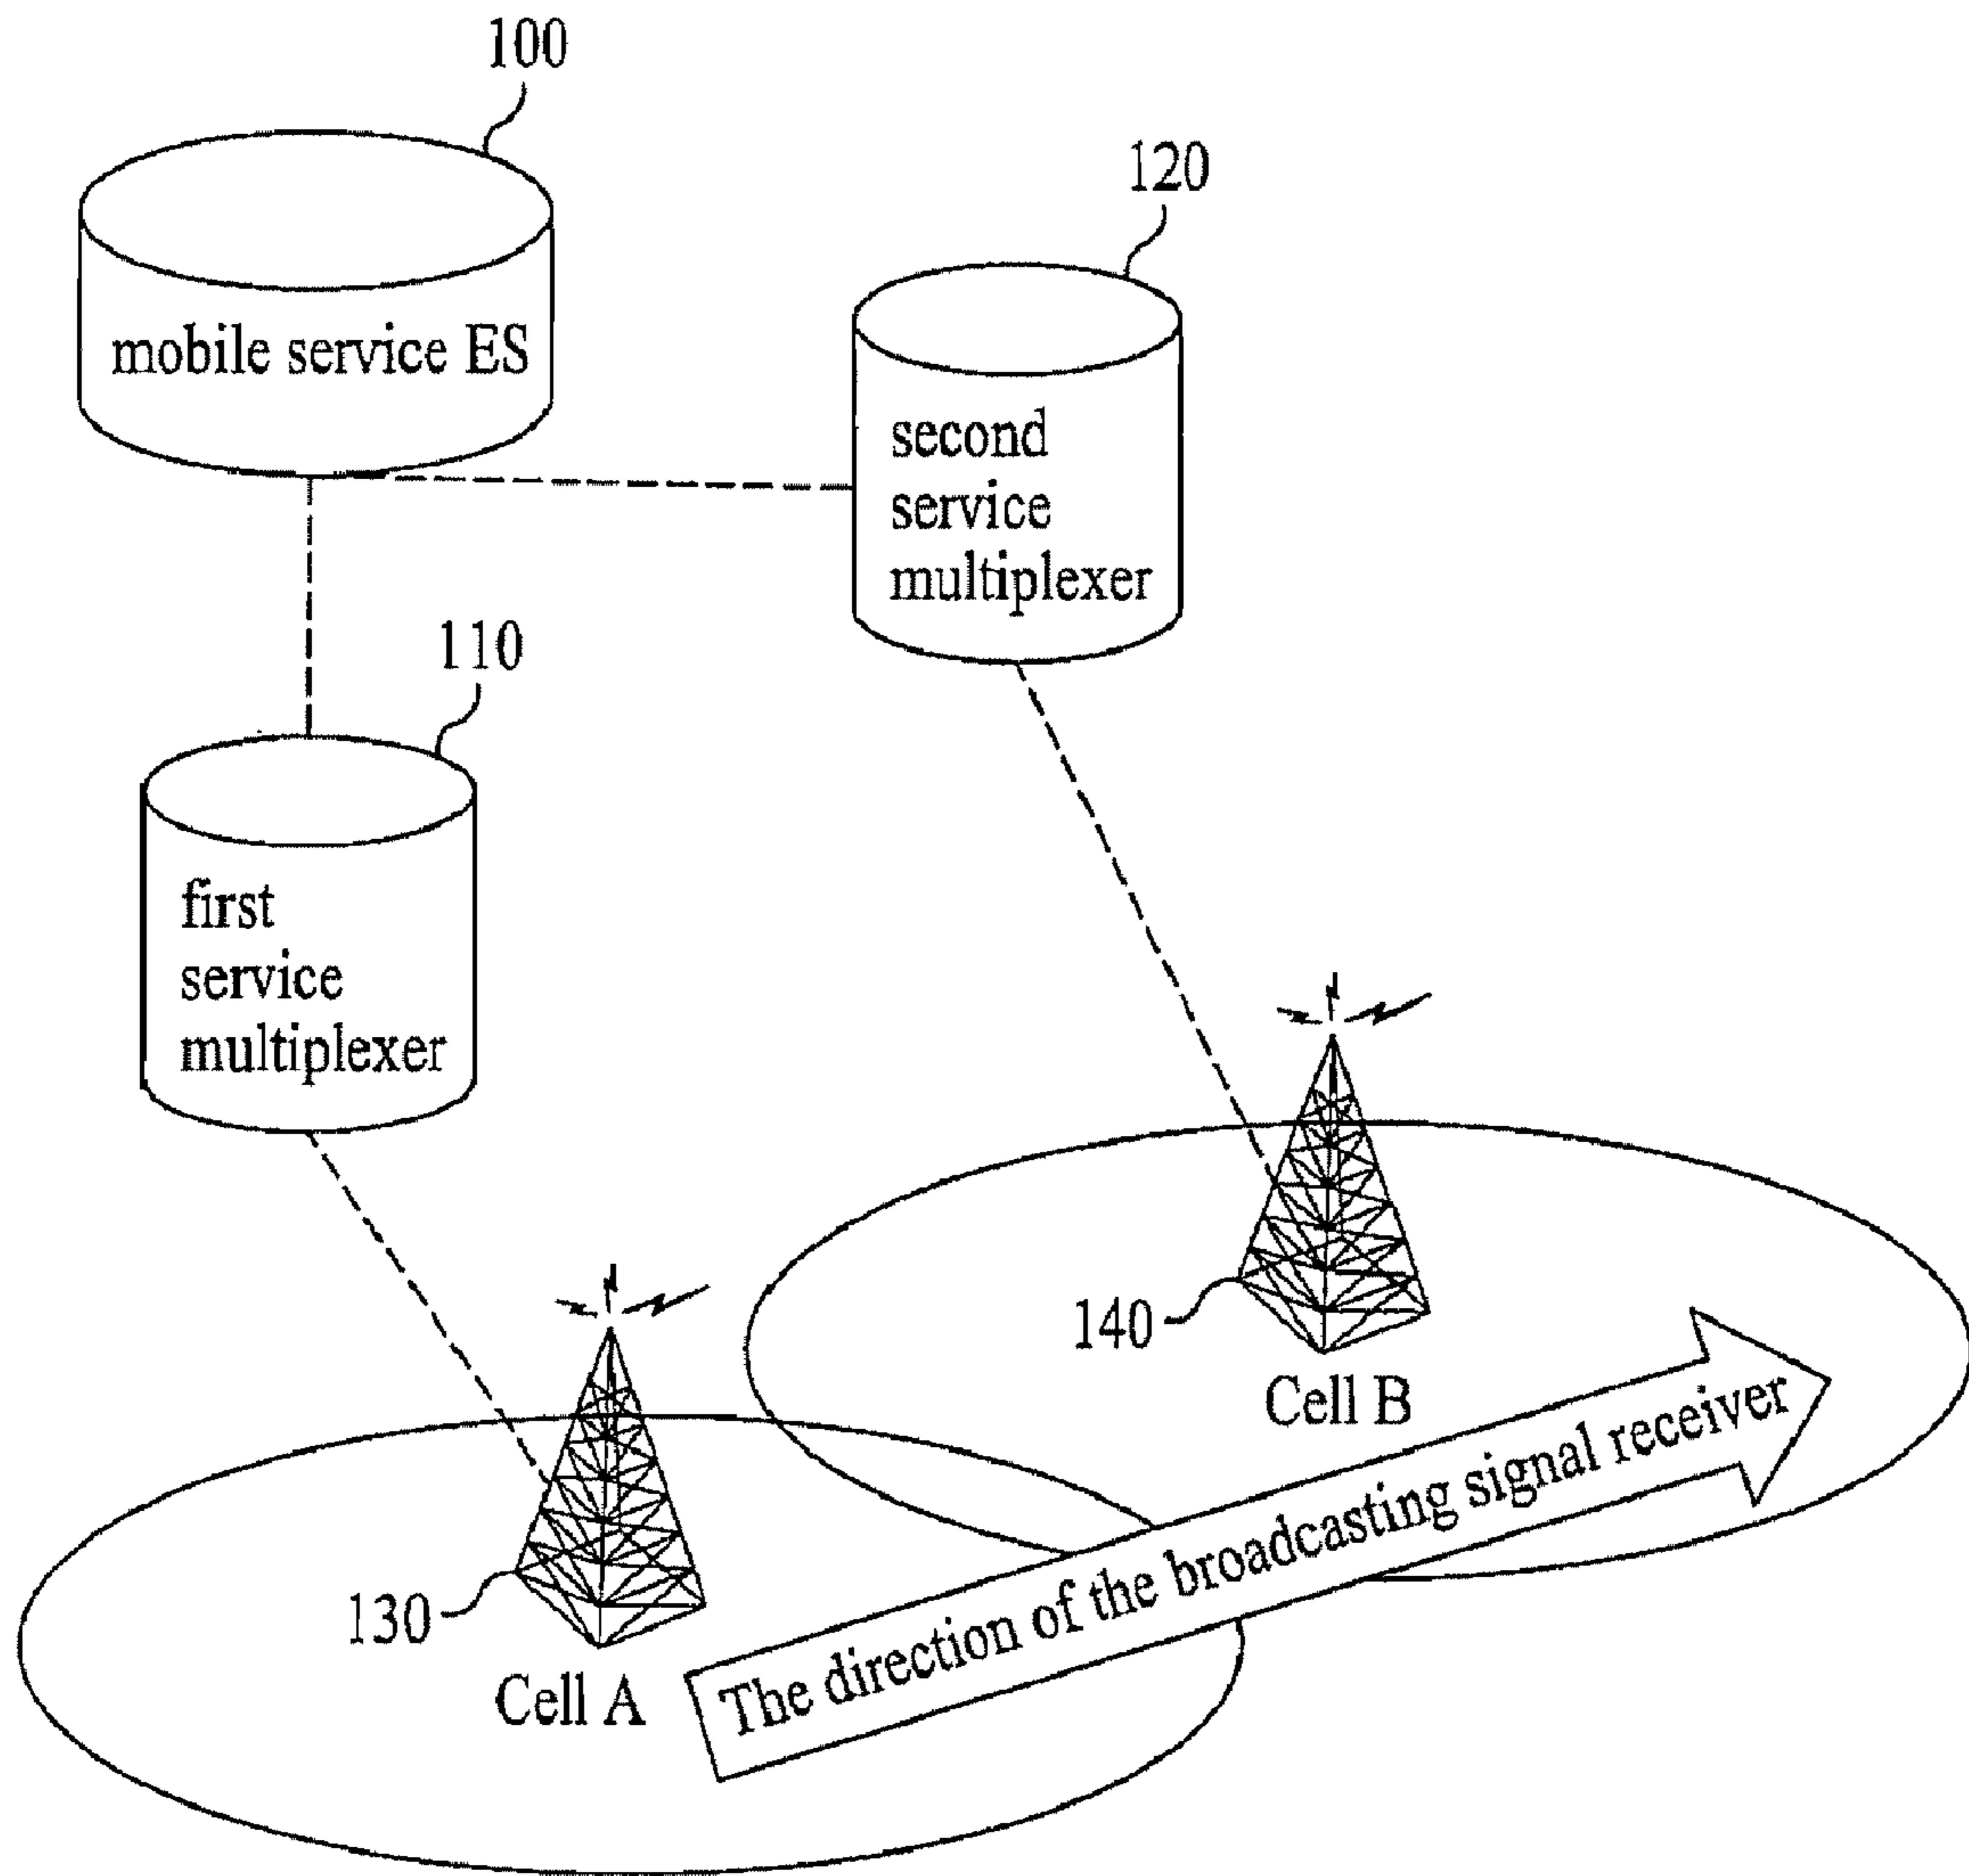 100
120
mobile service ES
second
service
multiplexer
110
first
service
multiplexer
140
Cell B
130
Cell A
The direction of the broadcasting signal receiver